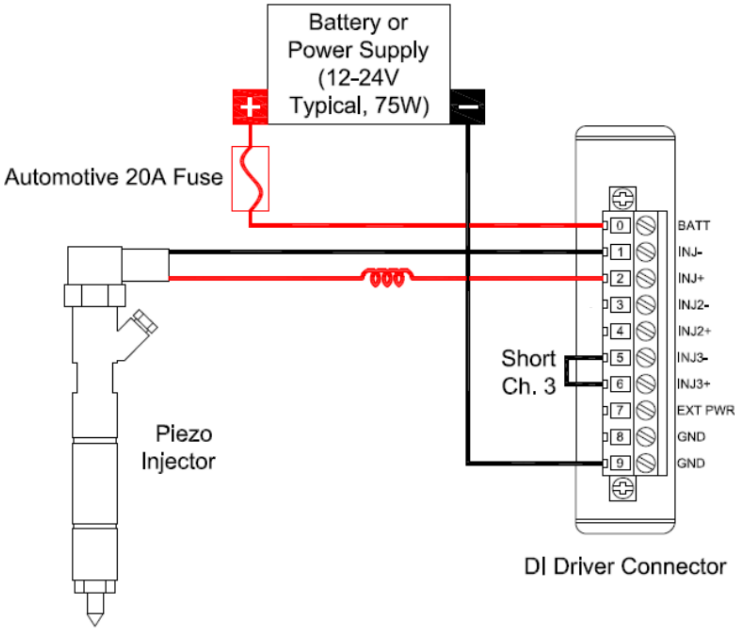 Battery or
Power Supply
(12-24V
Typical, 75W)
+
-
Automotive 20A Fuse
0 BATT
1 INJ-
2 INJ+
3 INJ2-
4 INJ2+
5 INJ3-
6 INJ3+
7 EXT PWR
8 GND
9 GND
Short
Ch. 3
Piezo
Injector
DI Driver Connector